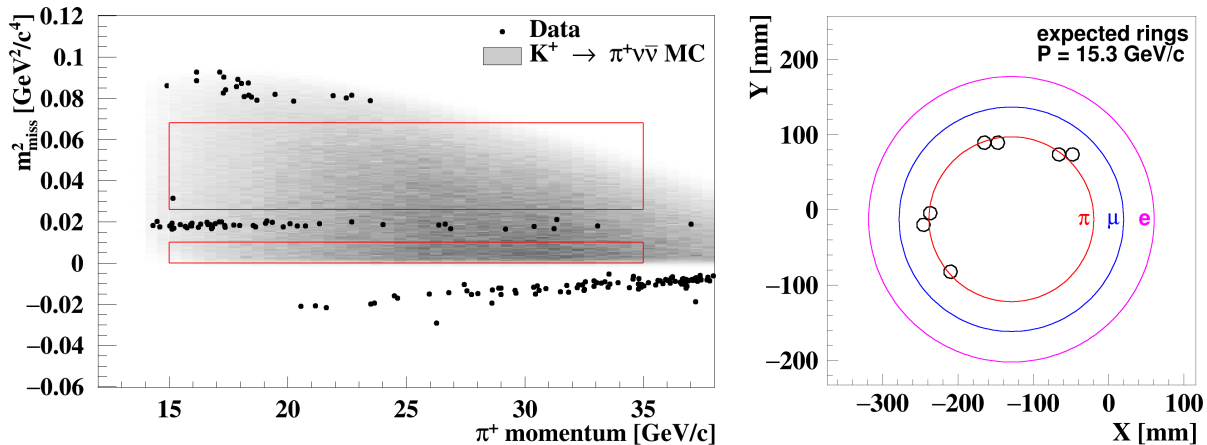 m²miss [GeV²/c⁴]
0.12
0.1
0.08
0.06
0.04
0.02
0
−0.02
−0.04
−0.06
Data
K⁺ → π⁺νν̄ MC
15 20 25 30 35
π⁺ momentum [GeV/c]
Y [mm]
200
100
0
−100
−200
expected rings
P = 15.3 GeV/c
π μ e
−300 −200 −100 0 100
X [mm]